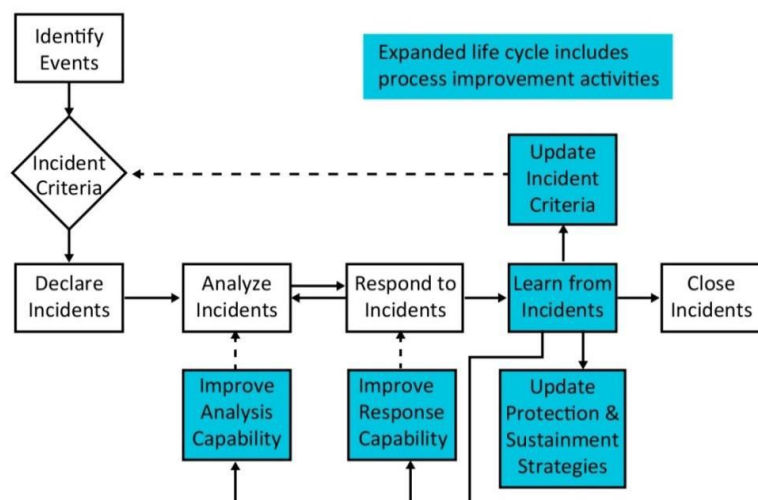 Identify
Events
Expanded life cycle includes
process improvement activities
Incident
Criteria
Update
Incident
Criteria
Declare
Incidents
Analyze
Incidents
Respond to
Incidents
Learn from
Incidents
Close
Incidents
Improve
Analysis
Capability
Improve
Response
Capability
Update
Protection &
Sustainment
Strategies